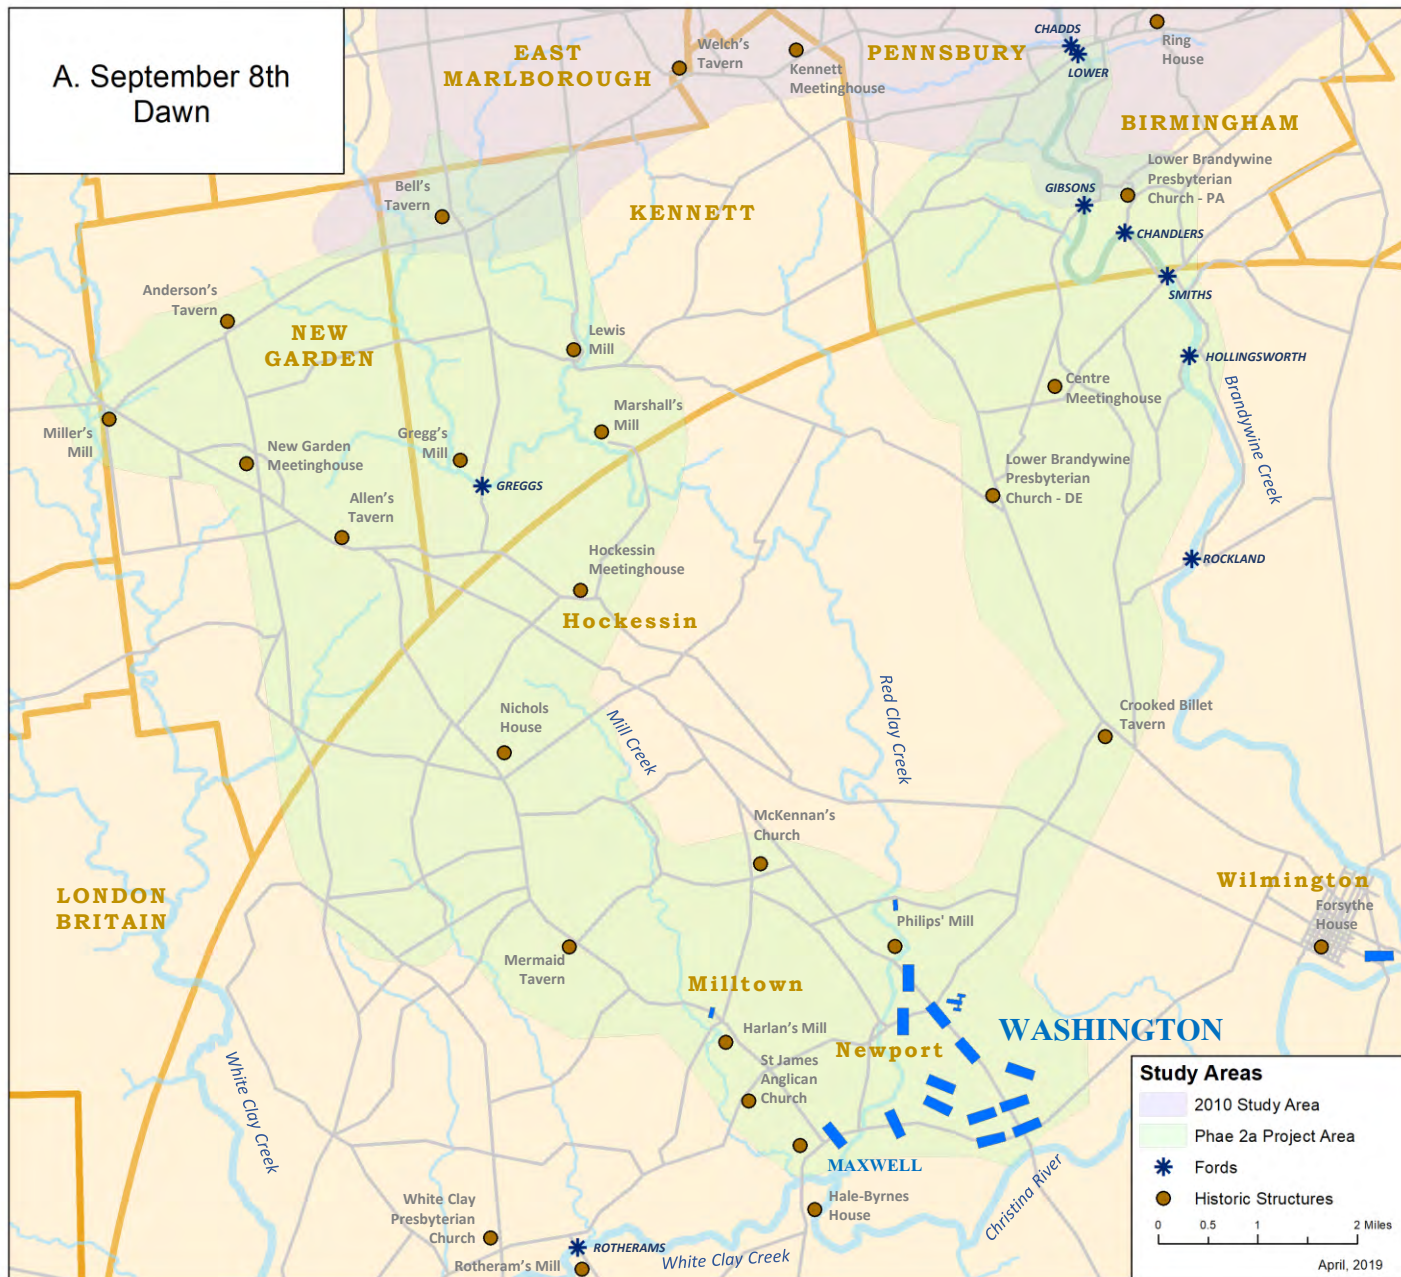 A. September 8th
Dawn
EAST
MARLBOROUGH
Welch's
Tavern
Kennett
Meetinghouse
PENNSBURY
CHADDS
LOWER
Ring
House
BIRMINGHAM
Bell's
Tavern
KENNETT
GIBSONS
Lower Brandywine
Presbyterian
Church - PA
CHANDLERS
SMITHS
Anderson's
Tavern
NEW
GARDEN
Lewis
Mill
HOLLINGSWORTH
Centre
Meetinghouse
Brandywine Creek
Miller's
Mill
New Garden
Meetinghouse
Gregg's
Mill
Marshall's
Mill
GREGGS
Allen's
Tavern
Lower Brandywine
Presbyterian
Church - DE
Hockessin
Meetinghouse
ROCKLAND
Hockessin
Nichols
House
Mill Creek
Red Clay Creek
Crooked Billet
Tavern
McKennan's
Church
LONDON
BRITAIN
Wilmington
Forsythe
House
Philips' Mill
Mermaid
Tavern
Milltown
Harlan's Mill
Newport
WASHINGTON
St James
Anglican
Church
White Clay Creek
MAXWELL
Hale-Byrnes
House
Christina River
White Clay
Presbyterian
Church
ROTHERAMS
Rotheram's Mill
White Clay Creek
Study Areas
2010 Study Area
Phae 2a Project Area
Fords
Historic Structures
0 0.5 1 2 Miles
April, 2019